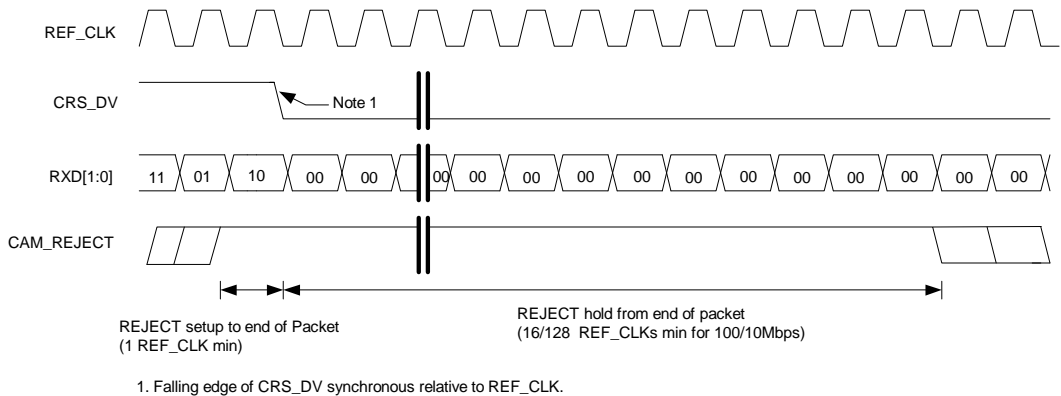 REF_CLK
CRS_DV
Note 1
RXD[1:0]
11 01 10 00 00 00 00 00 00 00 00 00 00 00 00
CAM_REJECT
REJECT setup to end of Packet
(1 REF_CLK min)
REJECT hold from end of packet
(16/128 REF_CLKs min for 100/10Mbps)
1. Falling edge of CRS_DV synchronous relative to REF_CLK.